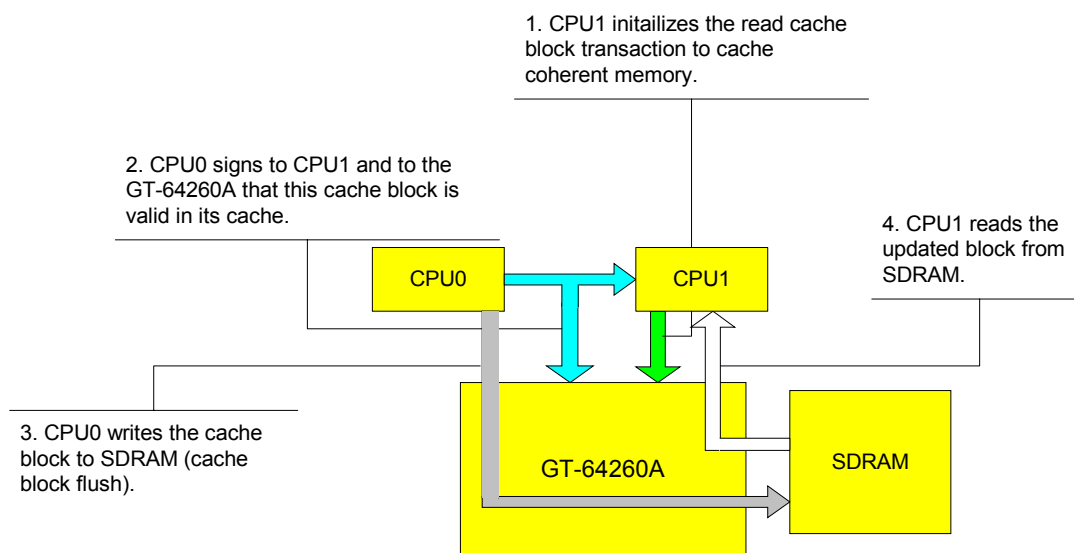 1. CPU1 initailizes the read cache
block transaction to cache
coherent memory.
2. CPU0 signs to CPU1 and to the
GT-64260A that this cache block is
valid in its cache.
4. CPU1 reads the
updated block from
SDRAM.
CPU0
CPU1
3. CPU0 writes the cache
block to SDRAM (cache
block flush).
GT-64260A
SDRAM